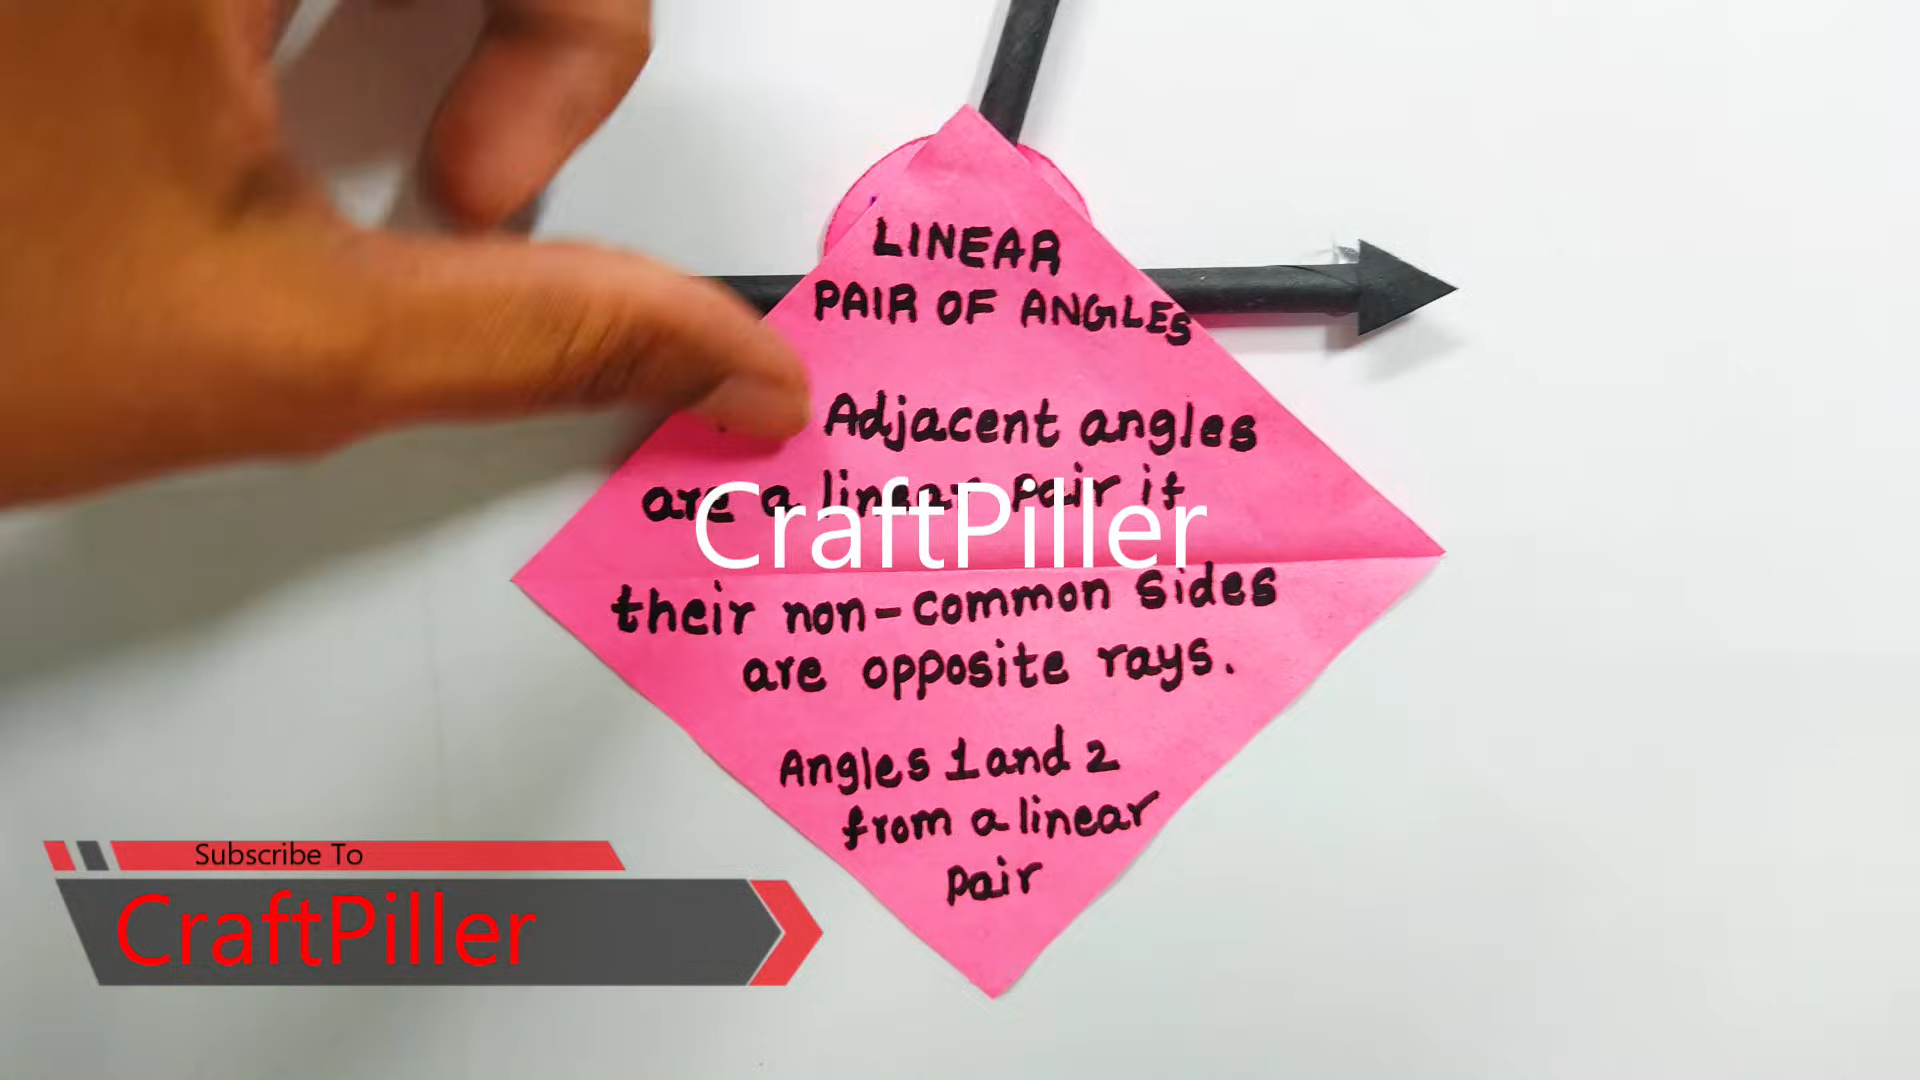 LINEAR
PAIR OF ANGLES
Adjacent angles
are a linear pair if
CraftPiller
their non-common sides
are opposite rays.
Angles 1 and 2
from a linear
pair
Subscribe To
CraftPiller